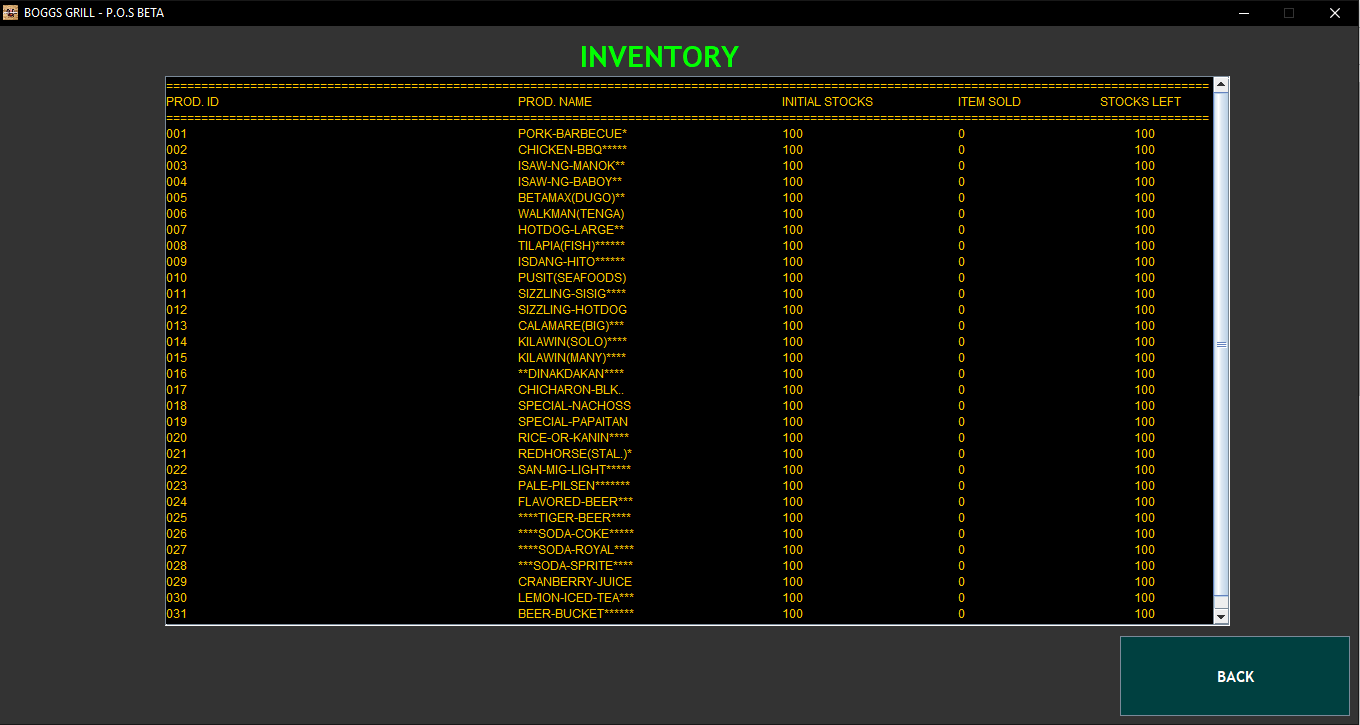 BOGGS GRILL - P.O.S BETA
INVENTORY
PROD. ID PROD. NAME INITIAL STOCKS ITEM SOLD STOCKS LEFT
001 PORK-BARBECUE* 100 0 100
002 CHICKEN-BBQ***** 100 0 100
003 ISAW-NG-MANOK** 100 0 100
004 ISAW-NG-BABOY** 100 0 100
005 BETAMAX(DUGO)** 100 0 100
006 WALKMAN(TENGA) 100 0 100
007 HOTDOG-LARGE** 100 0 100
008 TILAPIA(FISH)****** 100 0 100
009 ISDANG-HITO****** 100 0 100
010 PUSIT(SEAFOODS) 100 0 100
011 SIZZLING-SISIG**** 100 0 100
012 SIZZLING-HOTDOG 100 0 100
013 CALAMARE(BIG)*** 100 0 100
014 KILAWIN(SOLO)**** 100 0 100
015 KILAWIN(MANY)**** 100 0 100
016 **DINAKDAKAN**** 100 0 100
017 CHICHARON-BLK.. 100 0 100
018 SPECIAL-NACHOSS 100 0 100
019 SPECIAL-PAPAITAN 100 0 100
020 RICE-OR-KANIN**** 100 0 100
021 REDHORSE(STAL.)* 100 0 100
022 SAN-MIG-LIGHT***** 100 0 100
023 PALE-PILSEN******* 100 0 100
024 FLAVORED-BEER*** 100 0 100
025 ****TIGER-BEER**** 100 0 100
026 ****SODA-COKE***** 100 0 100
027 ****SODA-ROYAL**** 100 0 100
028 ***SODA-SPRITE**** 100 0 100
029 CRANBERRY-JUICE 100 0 100
030 LEMON-ICED-TEA*** 100 0 100
031 BEER-BUCKET****** 100 0 100
BACK